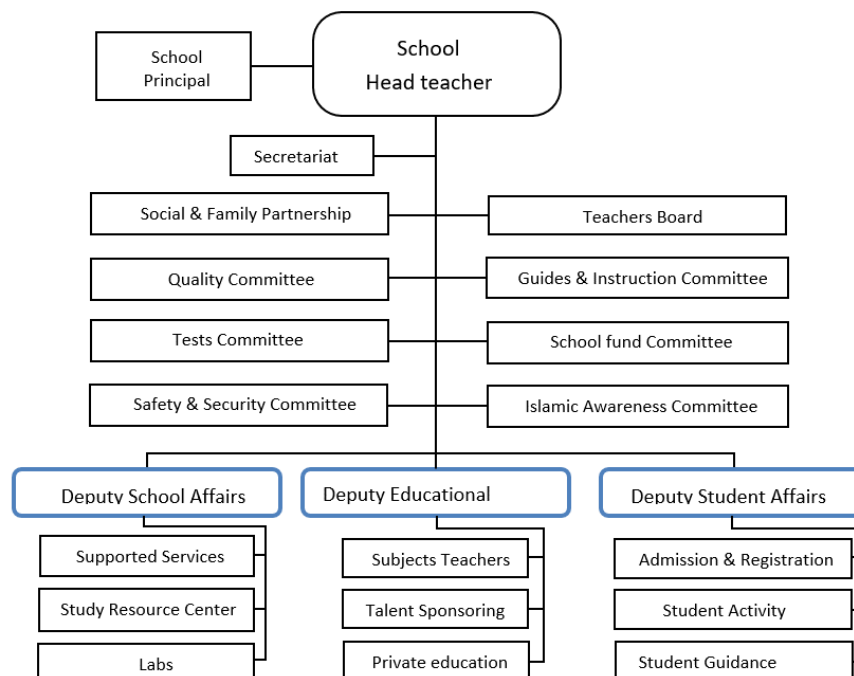 School
Principal
School
Head teacher
Secretariat
Social & Family Partnership
Teachers Board
Quality Committee
Guides & Instruction Committee
Tests Committee
School fund Committee
Safety & Security Committee
Islamic Awareness Committee
Deputy School Affairs
Deputy Educational
Deputy Student Affairs
Supported Services
Subjects Teachers
Admission & Registration
Study Resource Center
Talent Sponsoring
Student Activity
Labs
Private education
Student Guidance